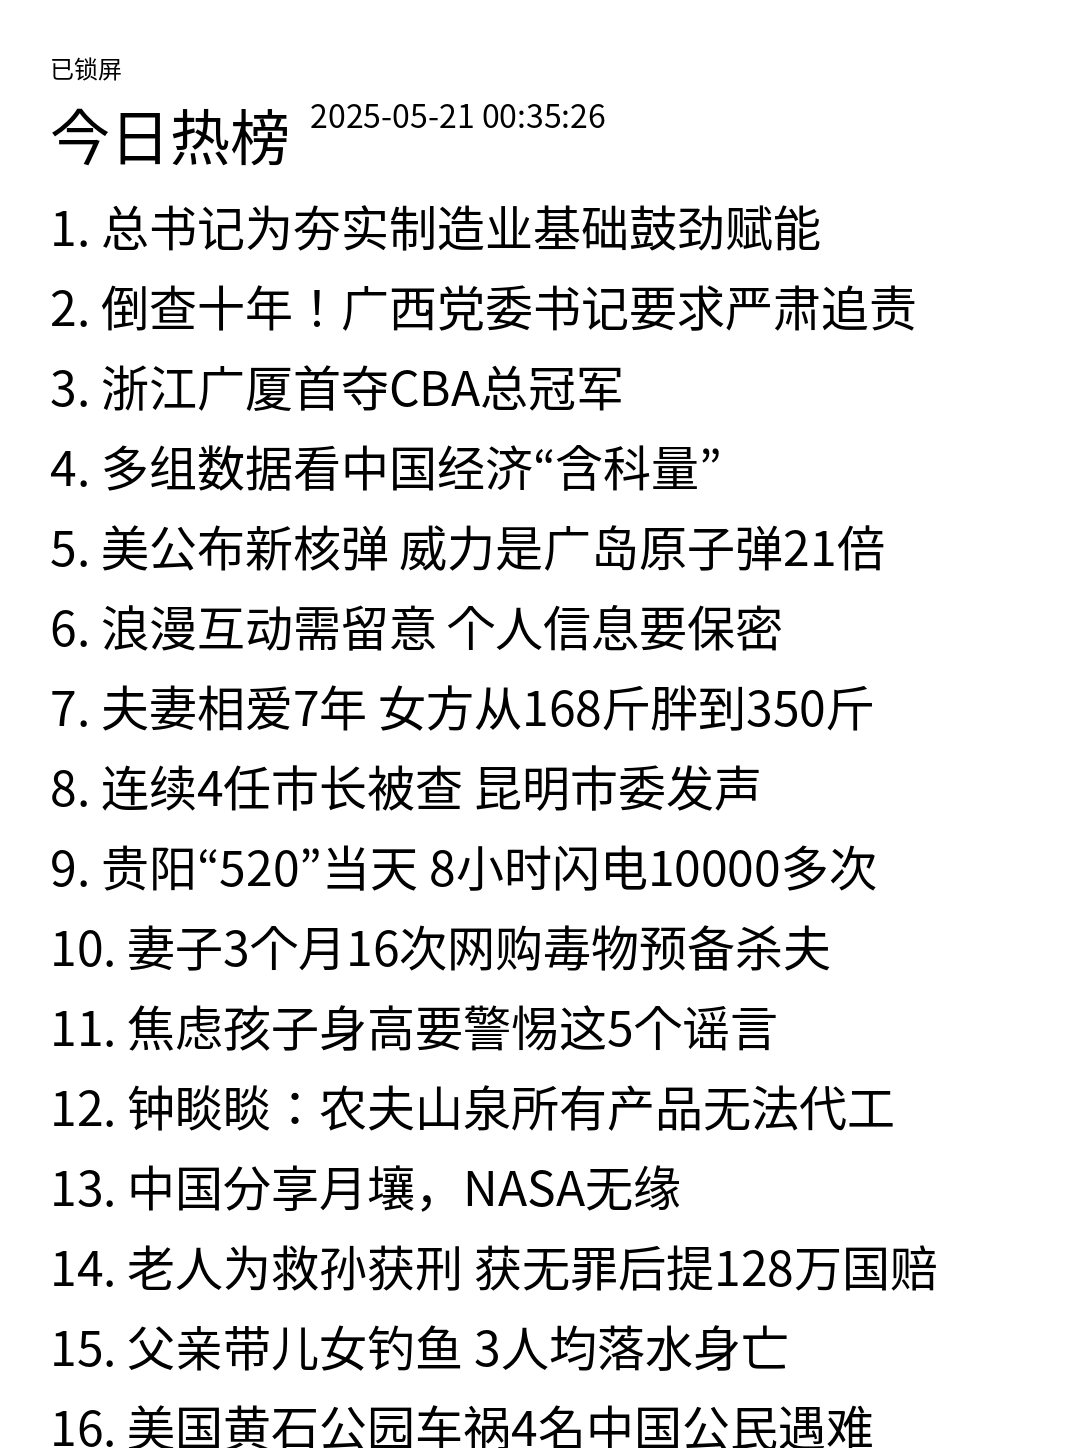 已锁屏
今日热榜 2025-05-21 00:35:26
1. 总书记为夯实制造业基础鼓劲赋能
2. 倒查十年！广西党委书记要求严肃追责
3. 浙江广厦首夺CBA总冠军
4. 多组数据看中国经济“含科量”
5. 美公布新核弹 威力是广岛原子弹21倍
6. 浪漫互动需留意 个人信息要保密
7. 夫妻相爱7年 女方从168斤胖到350斤
8. 连续4任市长被查 昆明市委发声
9. 贵阳“520”当天 8小时闪电10000多次
10. 妻子3个月16次网购毒物预备杀夫
11. 焦虑孩子身高要警惕这5个谣言
12. 钟睒睒：农夫山泉所有产品无法代工
13. 中国分享月壤，NASA无缘
14. 老人为救孙获刑 获无罪后提128万国赔
15. 父亲带儿女钓鱼 3人均落水身亡
16. 美国黄石公园车祸4名中国公民遇难